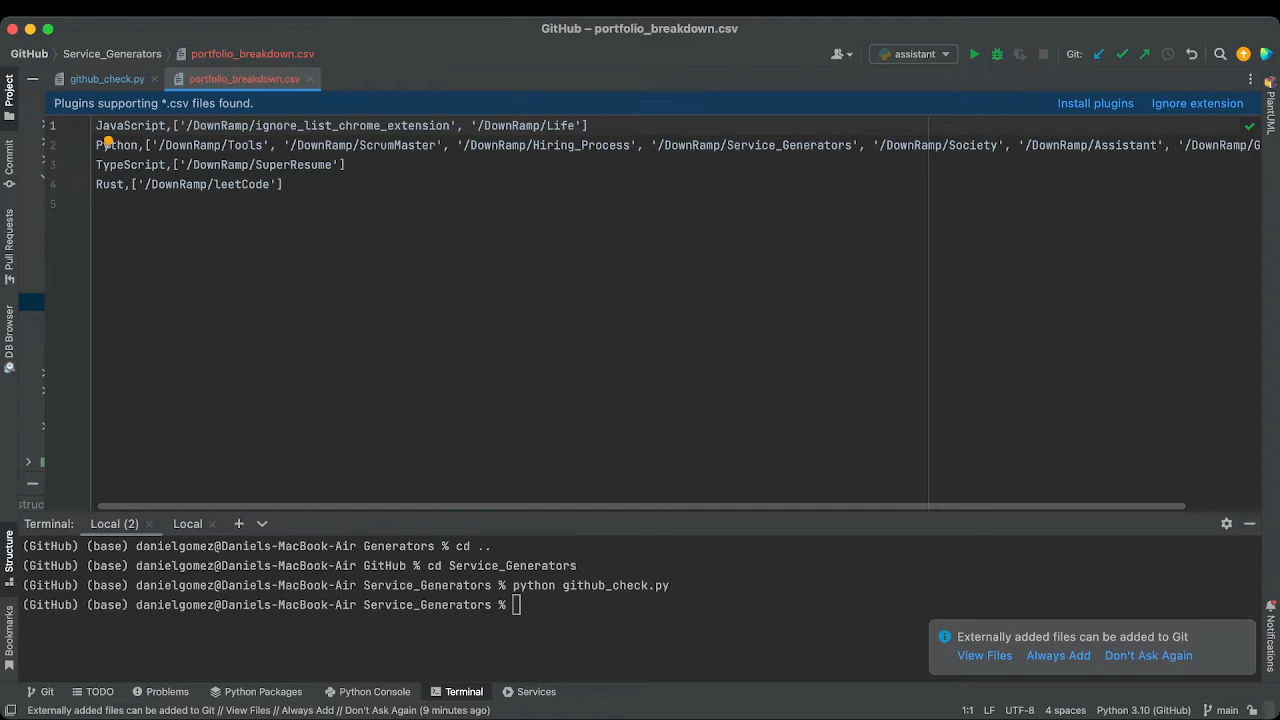 GitHub – portfolio_breakdown.csv
GitHub
Service_Generators
portfolio_breakdown.csv
assistant
Git:
Project
github_check.py
portfolio_breakdown.csv
Plugins supporting *.csv files found.
Install plugins
Ignore extension
PlantUML
Commit
Pull Requests
DB Browser
1 JavaScript,['/DownRamp/ignore_list_chrome_extension', '/DownRamp/Life']
2 Python,['/DownRamp/Tools', '/DownRamp/ScrumMaster', '/DownRamp/Hiring_Process', '/DownRamp/Service_Generators', '/DownRamp/Society', '/DownRamp/Assistant', '/DownRamp/G
3 TypeScript,['/DownRamp/SuperResume']
4 Rust,['/DownRamp/leetCode']
5
struc
Terminal:
Local (2)
Local
Structure
Bookmarks
(GitHub) (base) danielgomez@Daniels-MacBook-Air Generators % cd ..
(GitHub) (base) danielgomez@Daniels-MacBook-Air GitHub % cd Service_Generators
(GitHub) (base) danielgomez@Daniels-MacBook-Air Service_Generators % python github_check.py
(GitHub) (base) danielgomez@Daniels-MacBook-Air Service_Generators %
Externally added files can be added to Git
View Files
Always Add
Don't Ask Again
Notifications
Git
TODO
Problems
Python Packages
Python Console
Terminal
Services
Externally added files can be added to Git // View Files // Always Add // Don't Ask Again (9 minutes ago)
1:1
LF
UTF-8
4 spaces
Python 3.10 (GitHub)
main